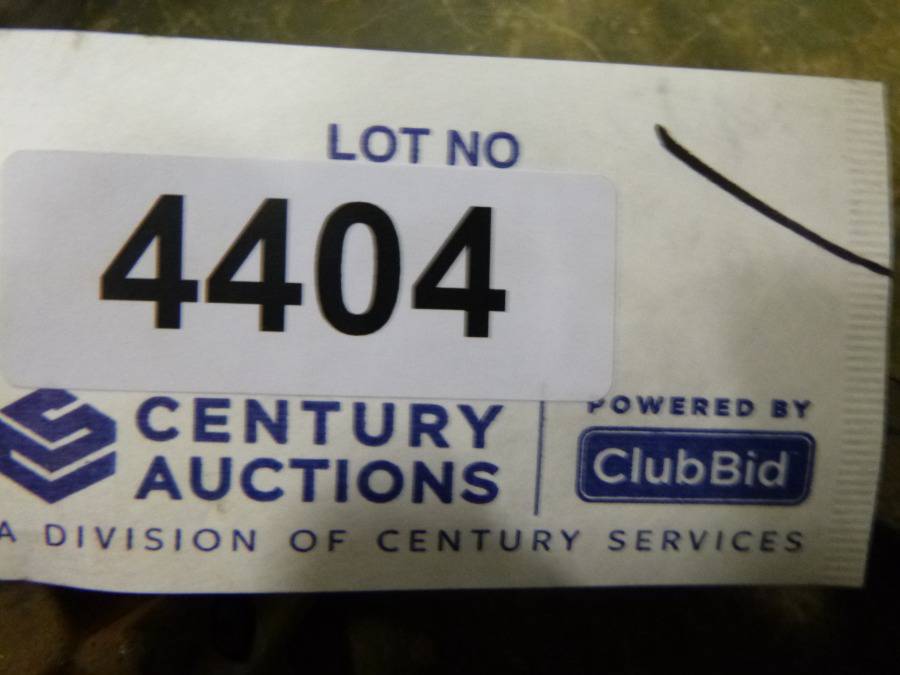 LOT NO
4404
CENTURY
AUCTIONS
A DIVISION OF CENTURY SERVICES
POWERED BY
ClubBid